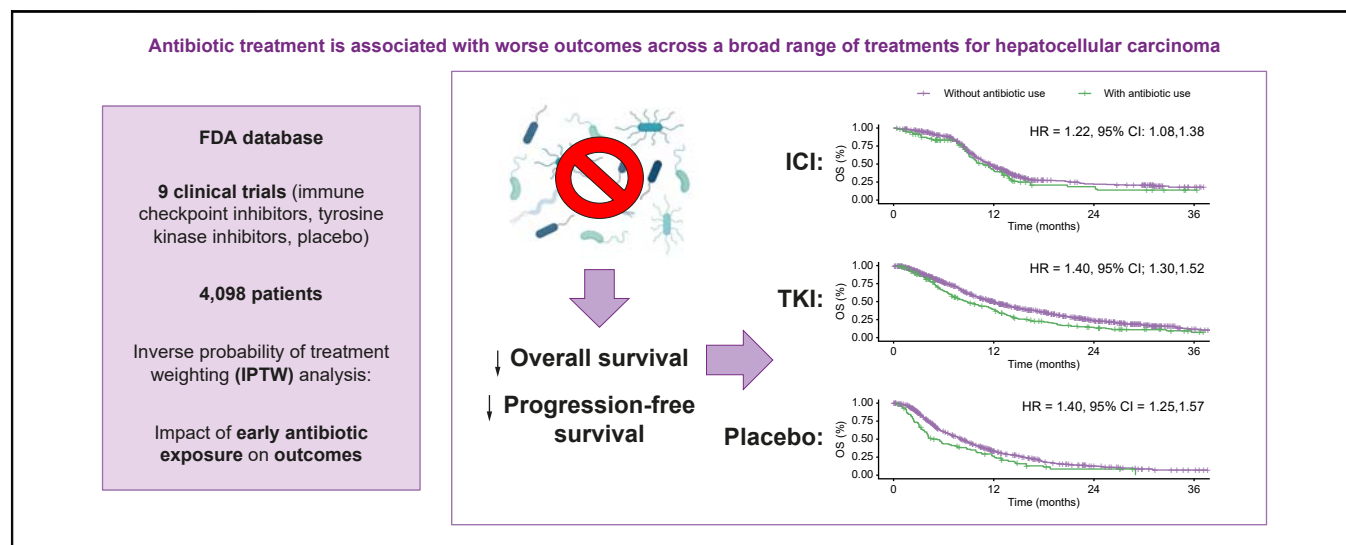 Antibiotic treatment is associated with worse outcomes across a broad range of treatments for hepatocellular carcinoma
FDA database
9 clinical trials (immune
checkpoint inhibitors, tyrosine
kinase inhibitors, placebo)
4,098 patients
Inverse probability of treatment
weighting (IPTW) analysis:
Impact of early antibiotic
exposure on outcomes
↓ Overall survival
↓ Progression-free
survival
Without antibiotic use
With antibiotic use
ICI:
HR = 1.22, 95% CI: 1.08,1.38
OS (%)
1.00
0.75
0.50
0.25
0.00
0 12 24 36
Time (months)
TKI:
HR = 1.40, 95% CI; 1.30,1.52
OS (%)
1.00
0.75
0.50
0.25
0.00
0 12 24 36
Time (months)
Placebo:
HR = 1.40, 95% CI = 1.25,1.57
OS (%)
1.00
0.75
0.50
0.25
0.00
0 12 24 36
Time (months)